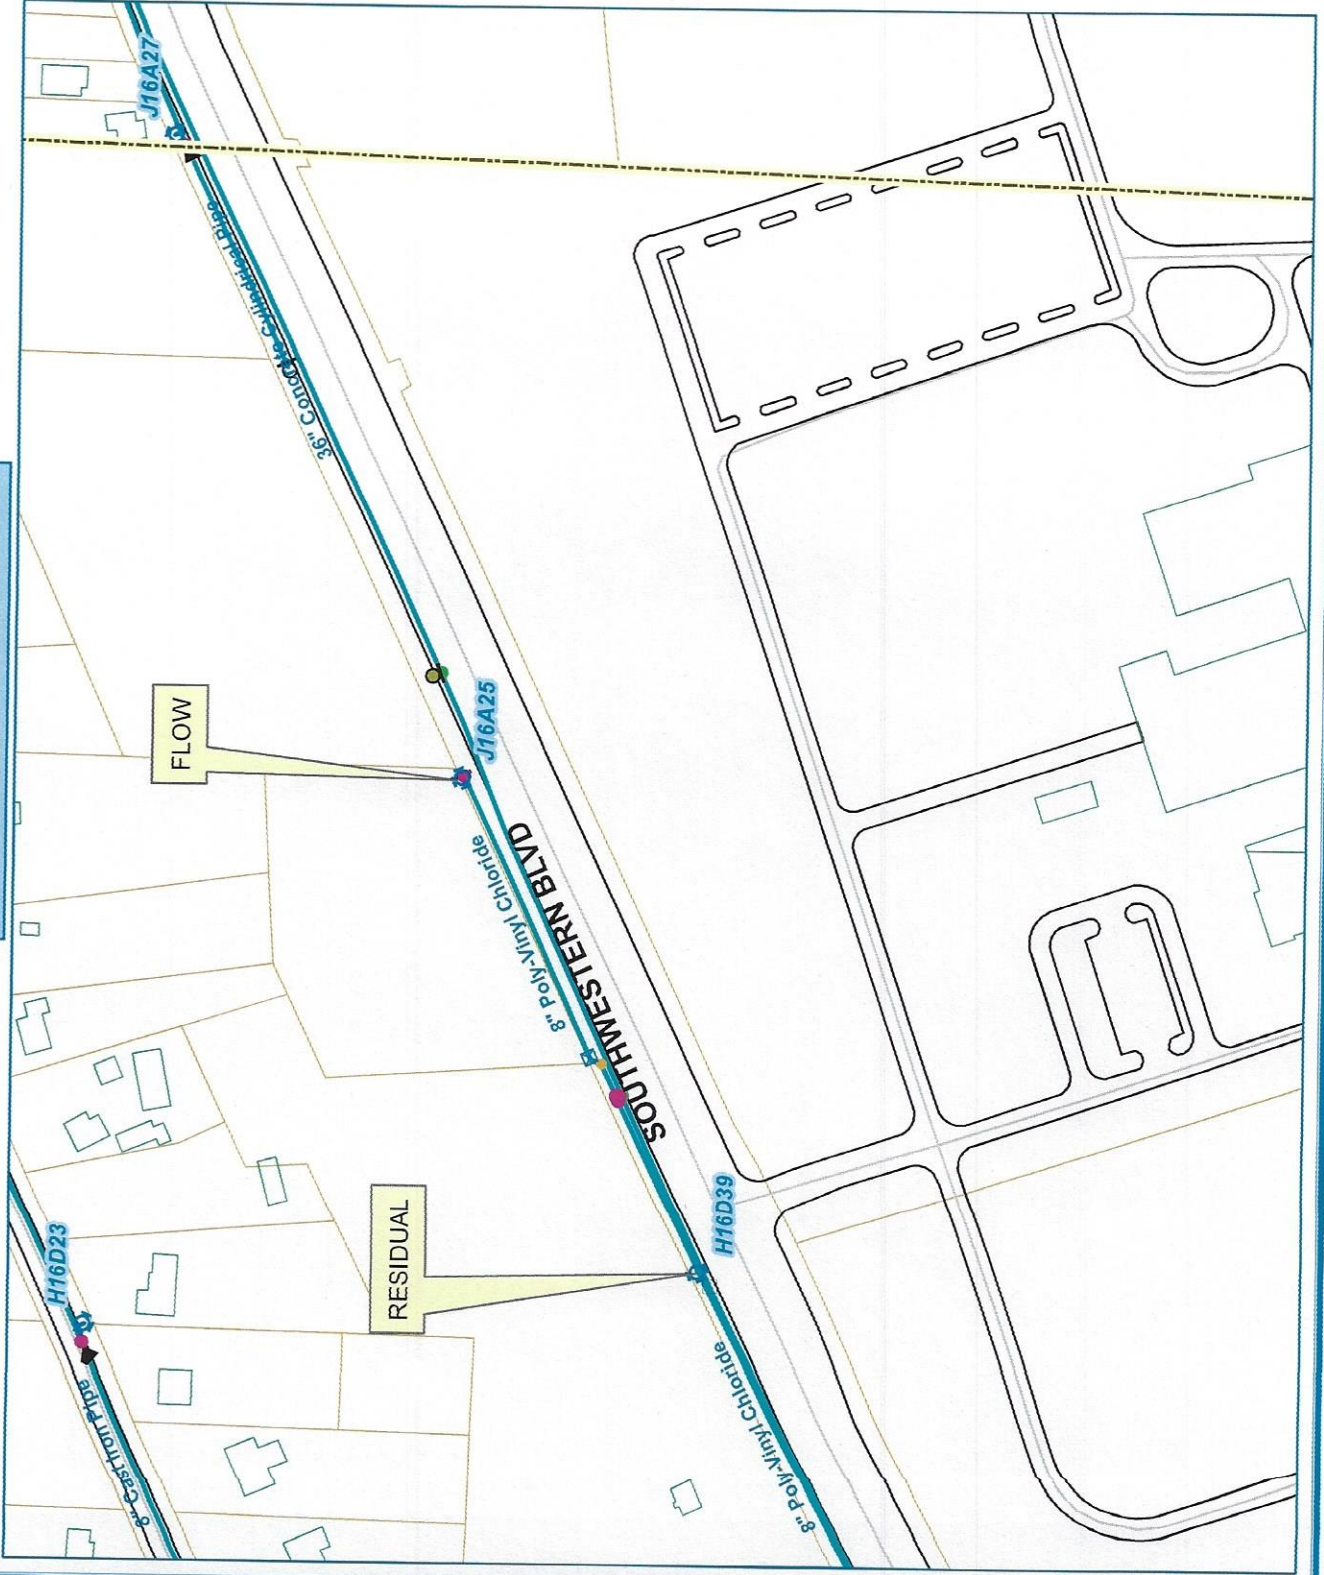 J16A27
36" Concrete Cylindrical Pipe
FLOW
J16A25
8" Poly-Vinyl Chloride
SOUTHWESTERN BLVD
H16D23
RESIDUAL
H16D39
8" Cast Iron Pipe
8" Poly-Vinyl Chloride